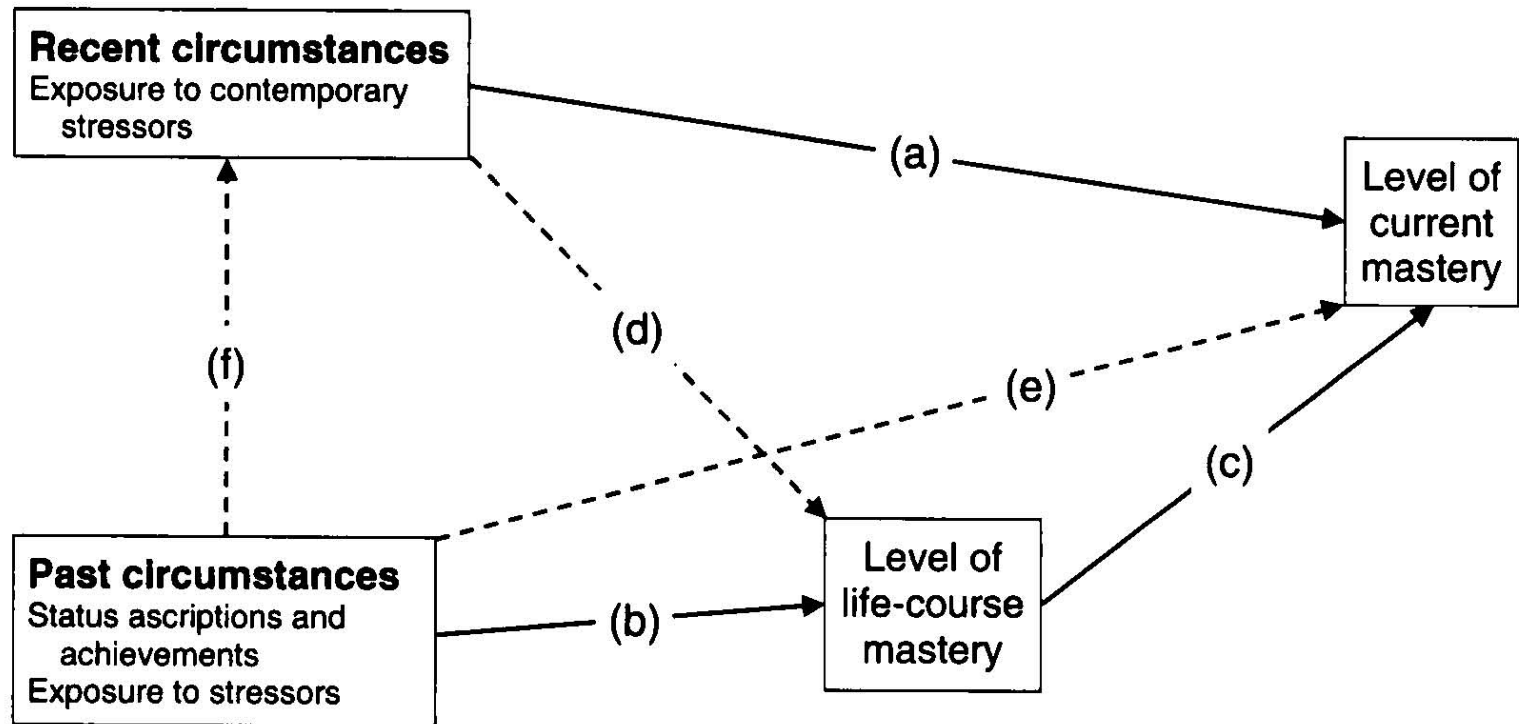 Recent circumstances
Exposure to contemporary
stressors
(a)
Level of
current
mastery
(d)
(f)
(e)
(c)
Past circumstances
Status ascriptions and
achievements
Exposure to stressors
(b)
Level of
life-course
mastery